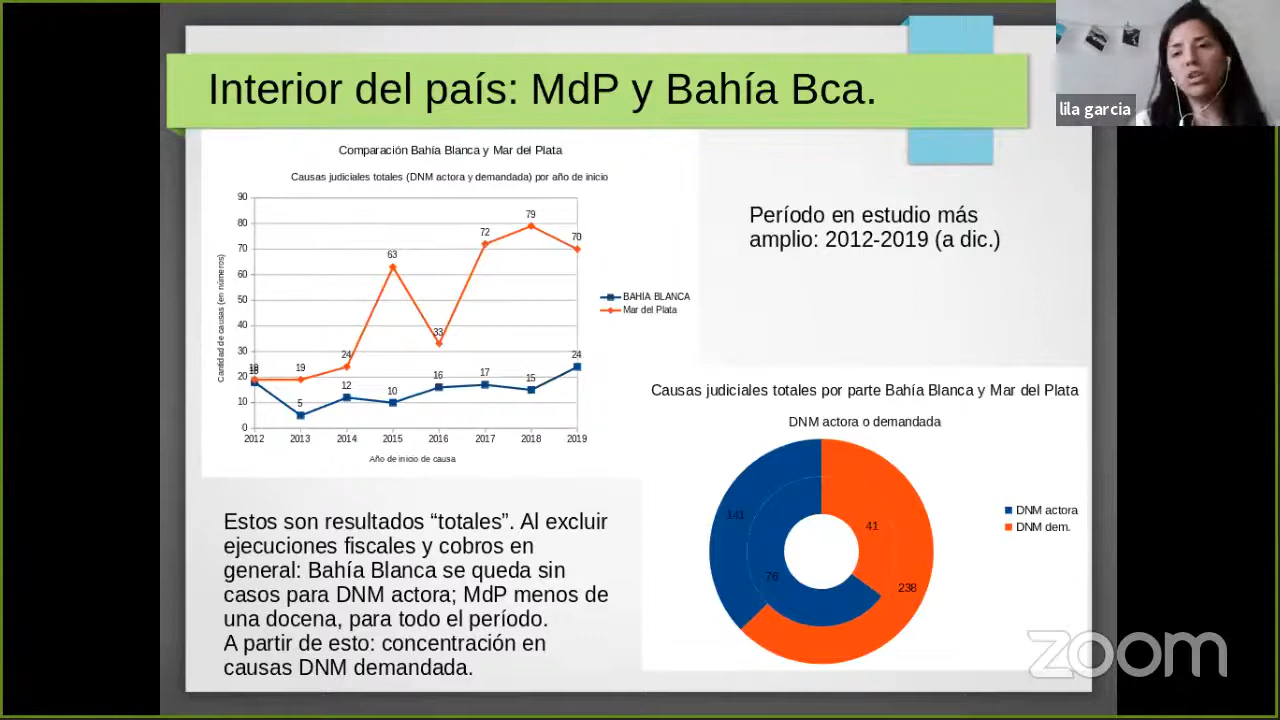 Interior del país: MdP y Bahía Bca.
lila garcia
Comparación Bahía Blanca y Mar del Plata
Causas judiciales totales (DNM actora y demandada) por año de inicio
Cantidad de causas (en números)
90
80
70
60
50
40
30
20
10
0
19
19
24
63
33
72
79
70
18
5
12
10
16
17
15
24
2012 2013 2014 2015 2016 2017 2018 2019
Año de inicio de causa
BAHÍA BLANCA
Mar del Plata
Período en estudio más
amplio: 2012-2019 (a dic.)
Causas judiciales totales por parte Bahía Blanca y Mar del Plata
DNM actora o demandada
141
41
76
238
DNM actora
DNM dem.
Estos son resultados “totales”. Al excluir
ejecuciones fiscales y cobros en
general: Bahía Blanca se queda sin
casos para DNM actora; MdP menos de
una docena, para todo el período.
A partir de esto: concentración en
causas DNM demandada.
zoom